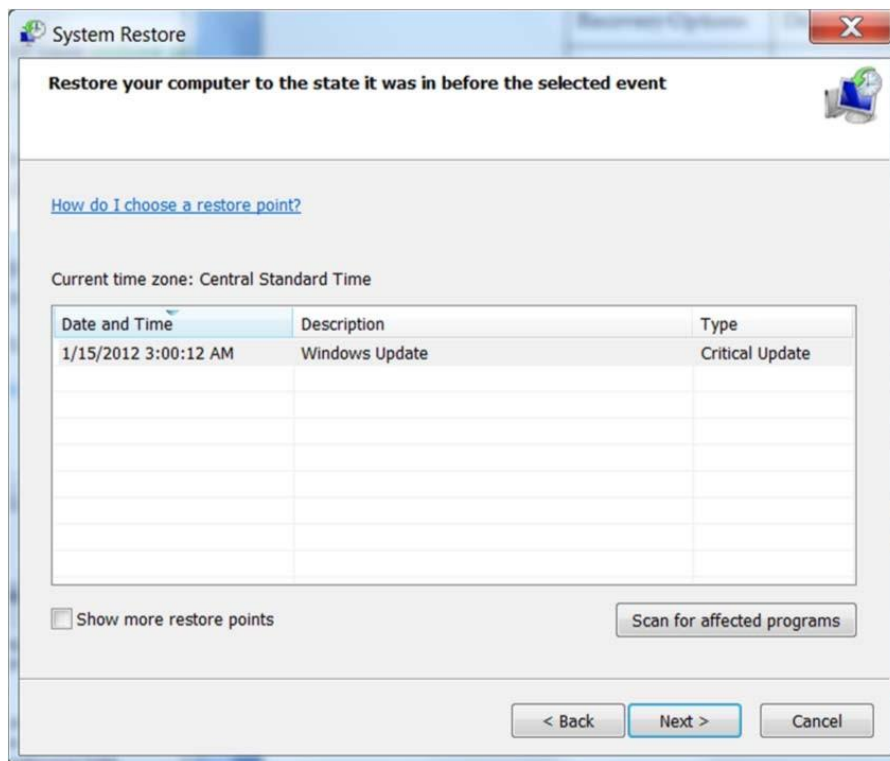 System Restore
Recovery Options
Restore your computer to the state it was in before the selected event
How do I choose a restore point?
Current time zone: Central Standard Time
Date and Time Description Type
1/15/2012 3:00:12 AM Windows Update Critical Update
Show more restore points Scan for affected programs
< Back Next > Cancel